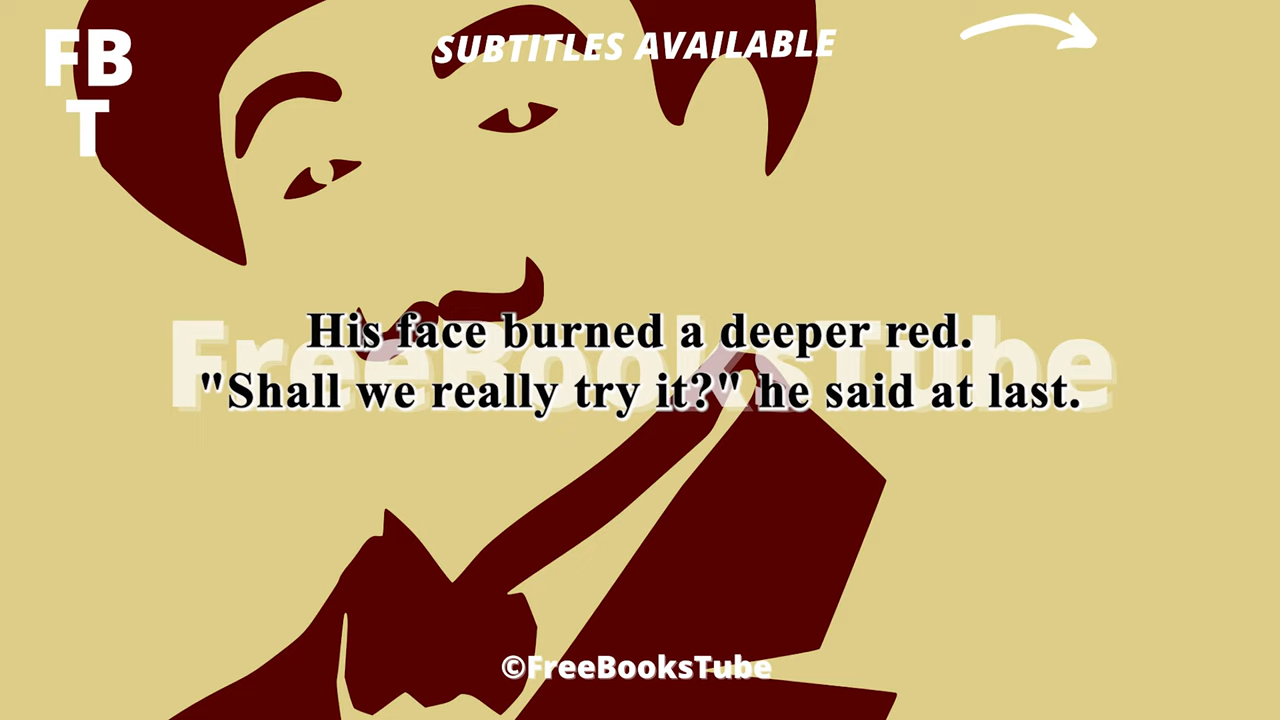 FB
T
SUBTITLES AVAILABLE
FreeBooksTube
His face burned a deeper red.
"Shall we really try it?" he said at last.
©FreeBooksTube